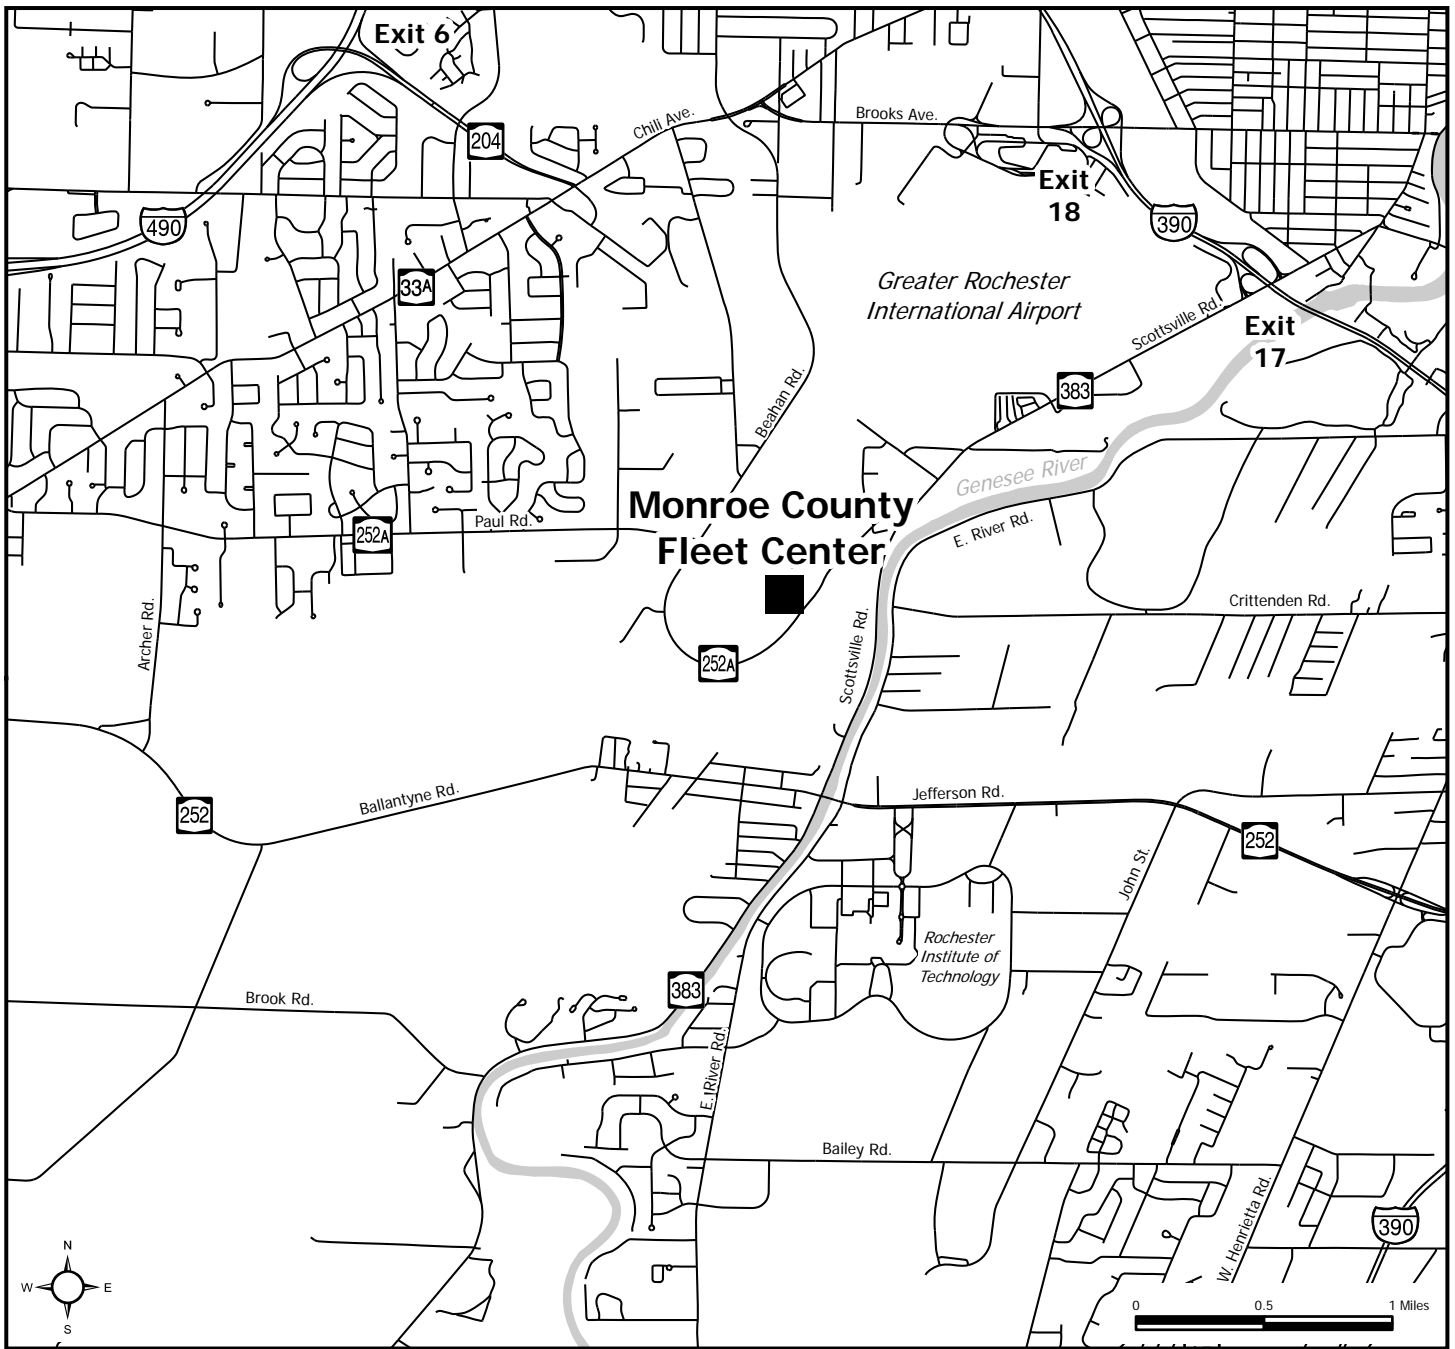 Exit 6
204
Chili Ave.
Brooks Ave.
Exit
18
490
390
33A
Greater Rochester
International Airport
Scottsville Rd.
Exit
17
383
Beahan Rd.
Genesee River
Monroe County
Fleet Center
Paul Rd.
252A
E. River Rd.
Crittenden Rd.
Archer Rd.
Scottsville Rd.
252A
252
Ballantyne Rd.
Jefferson Rd.
252
John St.
Rochester
Institute of
Technology
383
Brook Rd.
E. River Rd.
Bailey Rd.
W. Henrietta Rd.
390
N
W
E
S
0
0.5
1 Miles